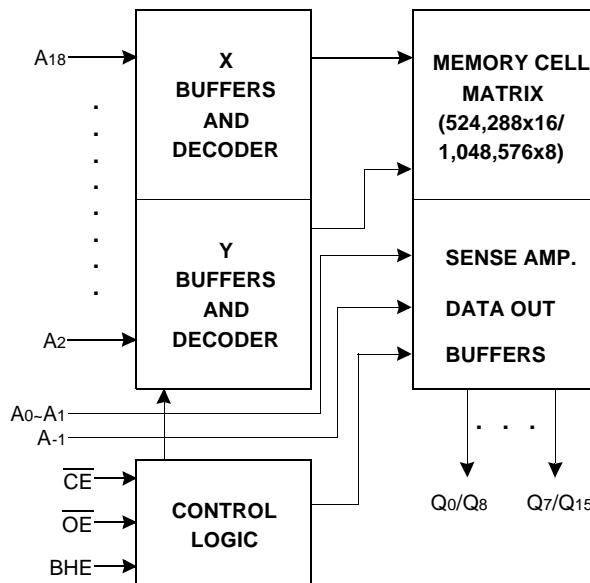 A18
X
BUFFERS
AND
DECODER
MEMORY CELL
MATRIX
(524,288x16/
1,048,576x8)
Y
BUFFERS
AND
DECODER
A2
SENSE AMP.
DATA OUT
BUFFERS
A0~A1
A-1
CE
OE
BHE
CONTROL
LOGIC
. . .
Q0/Q8
Q7/Q15